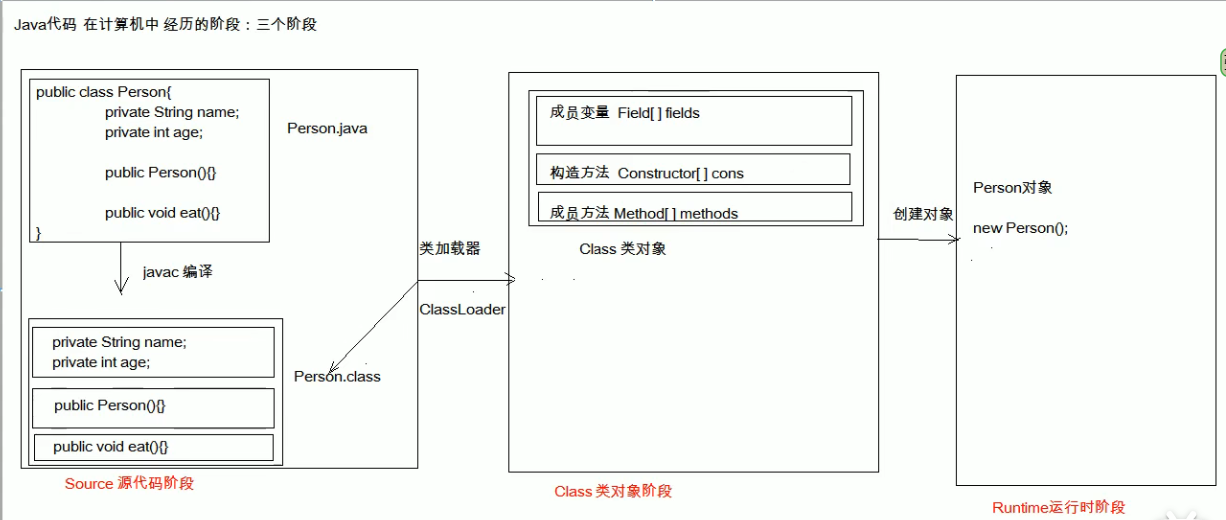 Java代码 在计算机中 经历的阶段：三个阶段
public class Person{
private String name;
private int age;
public Person(){}
public void eat(){}
}
Person.java
javac 编译
private String name;
private int age;
public Person(){}
public void eat(){}
Person.class
Source 源代码阶段
类加载器
ClassLoader
成员变量 Field[ ] fields
构造方法 Constructor[ ] cons
成员方法 Method[ ] methods
Class 类对象
Class 类对象阶段
创建对象
Person对象
new Person();
Runtime运行时阶段